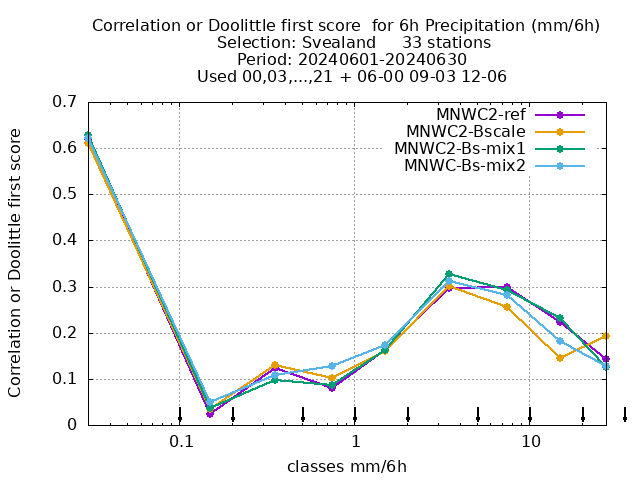 Correlation or Doolittle first score  for 6h Precipitation (mm/6h)
Selection: Svealand     33 stations
Period: 20240601-20240630
Used 00,03,...,21 + 06-00 09-03 12-06
MNWC2-ref
MNWC2-Bscale
MNWC2-Bs-mix1
MNWC-Bs-mix2
Correlation or Doolittle first score
0.7
0.6
0.5
0.4
0.3
0.2
0.1
0
0.1 1 10
classes mm/6h